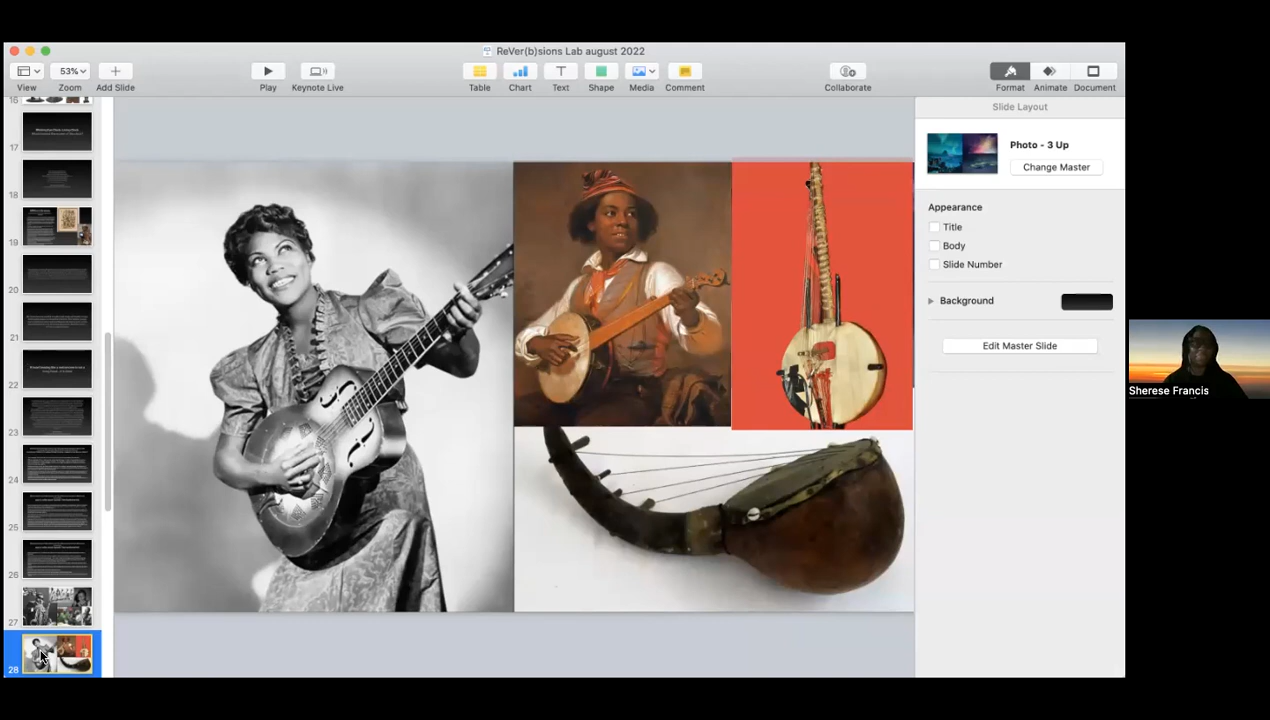 ReVer(b)sions Lab august 2022
53%
View
Zoom
Add Slide
Play
Keynote Live
Table
Chart
Text
Shape
Media
Comment
Collaborate
Format
Animate
Document
Slide Layout
Photo - 3 Up
Change Master
Appearance
Title
Body
Slide Number
Background
Edit Master Slide
16
17
18
19
20
21
22
23
24
25
26
27
28
Sherese Francis